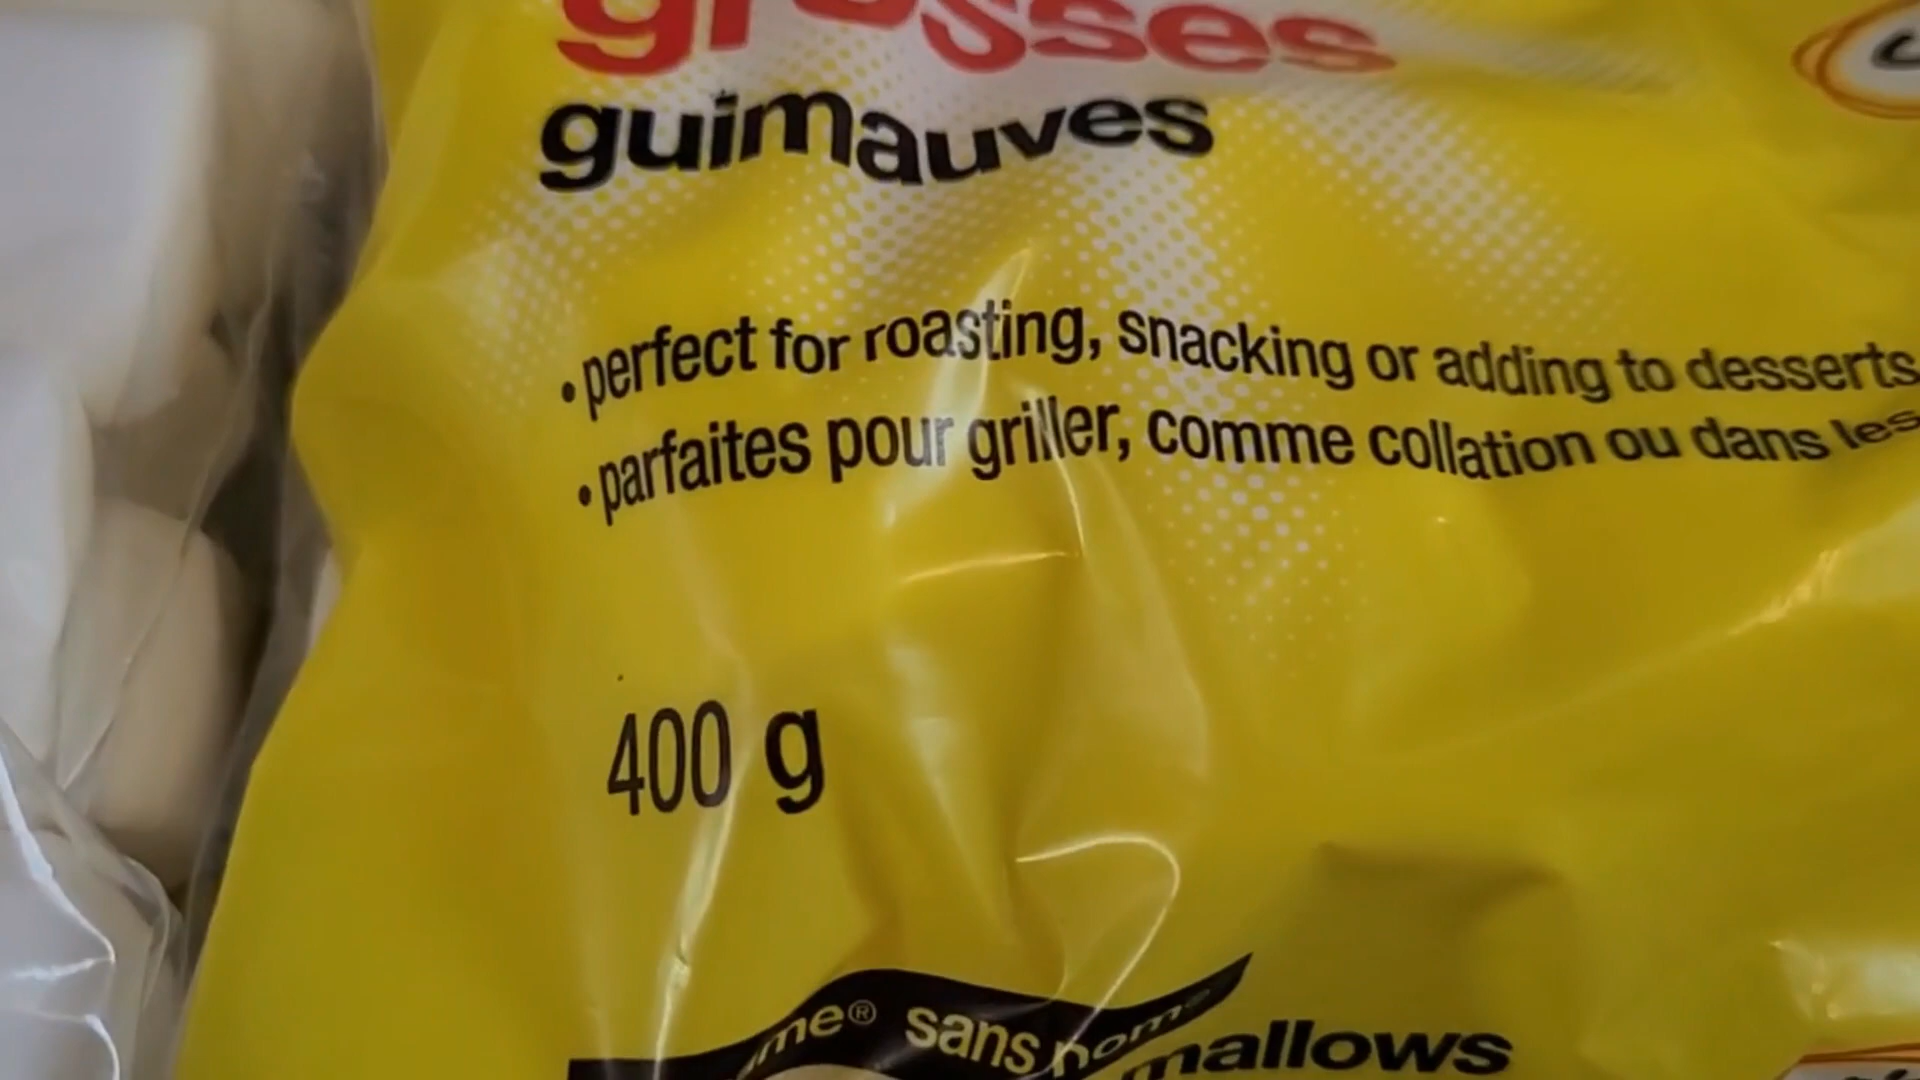 grosses
guimauves
• perfect for roasting, snacking or adding to desserts
• parfaites pour griller, comme collation ou dans les
400 g
sans nom
mallows